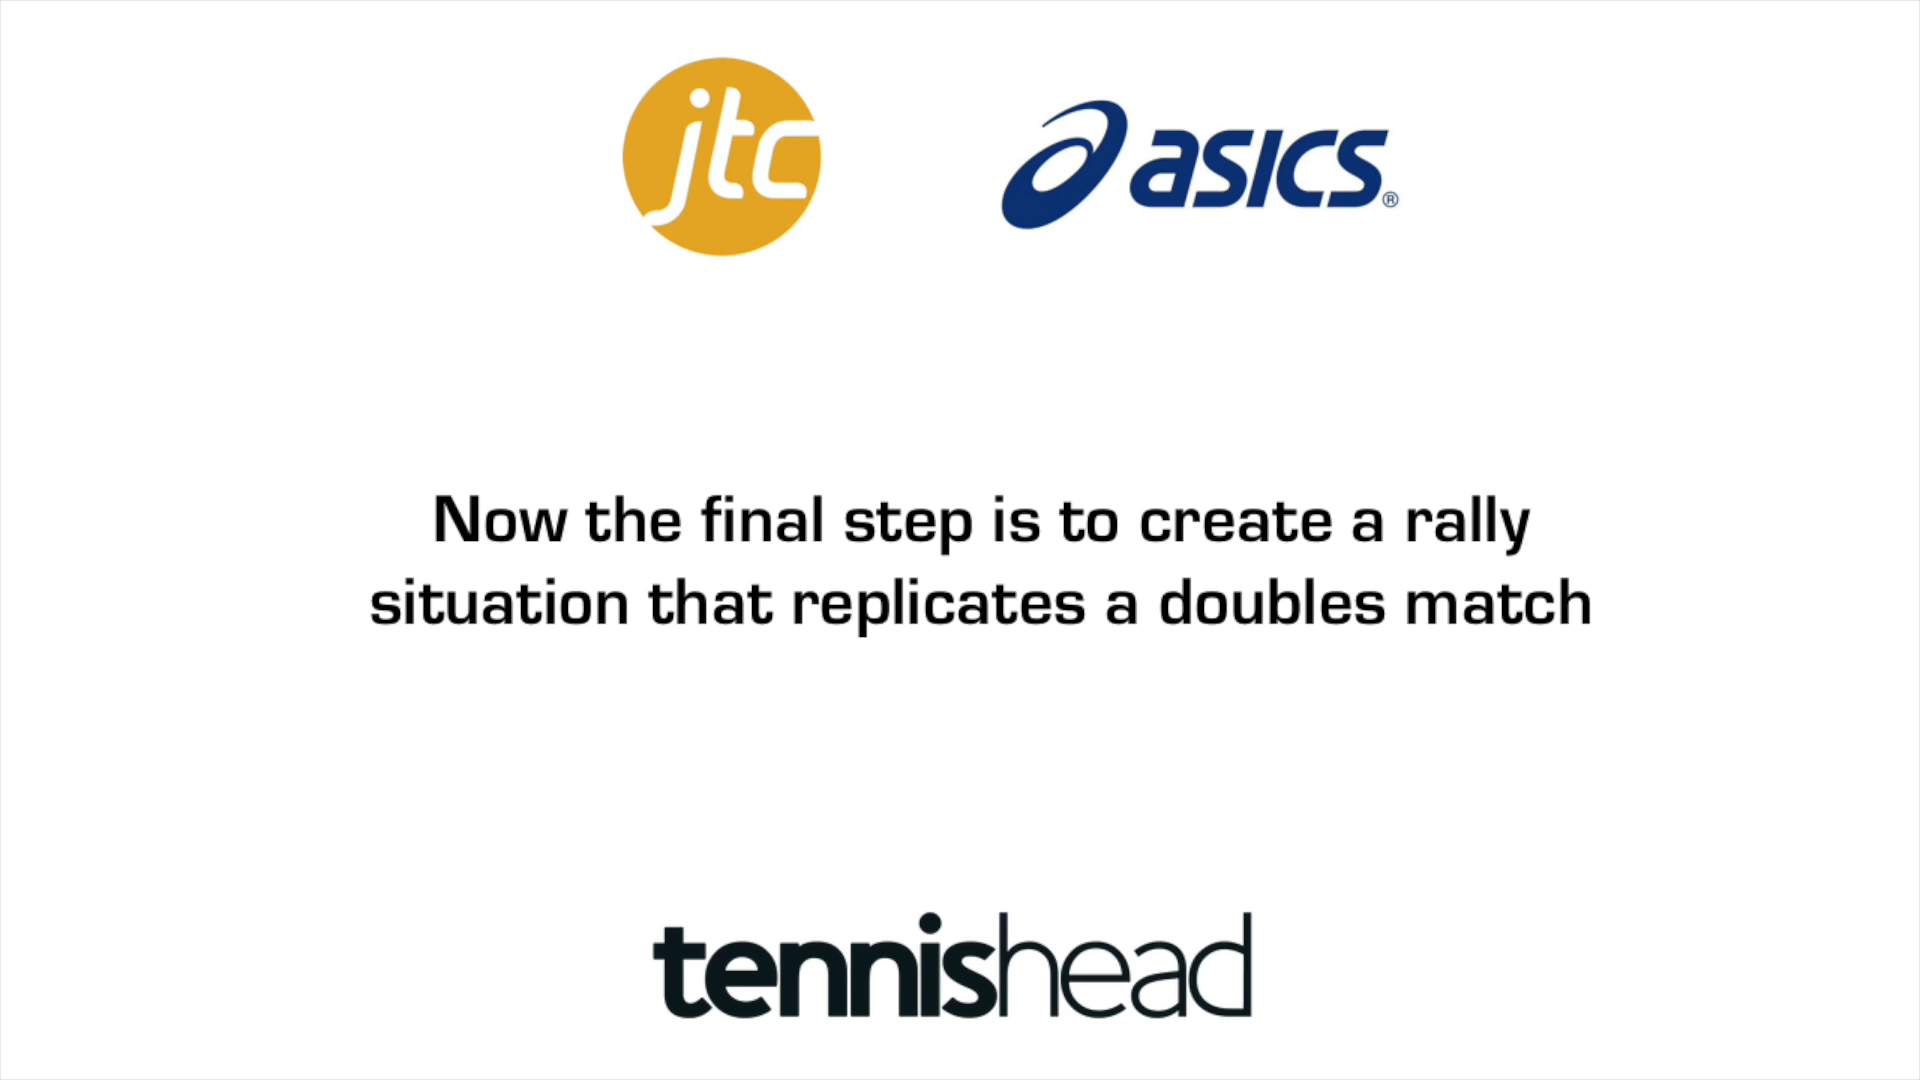 jtc
asics®
Now the final step is to create a rally
situation that replicates a doubles match
tennishead